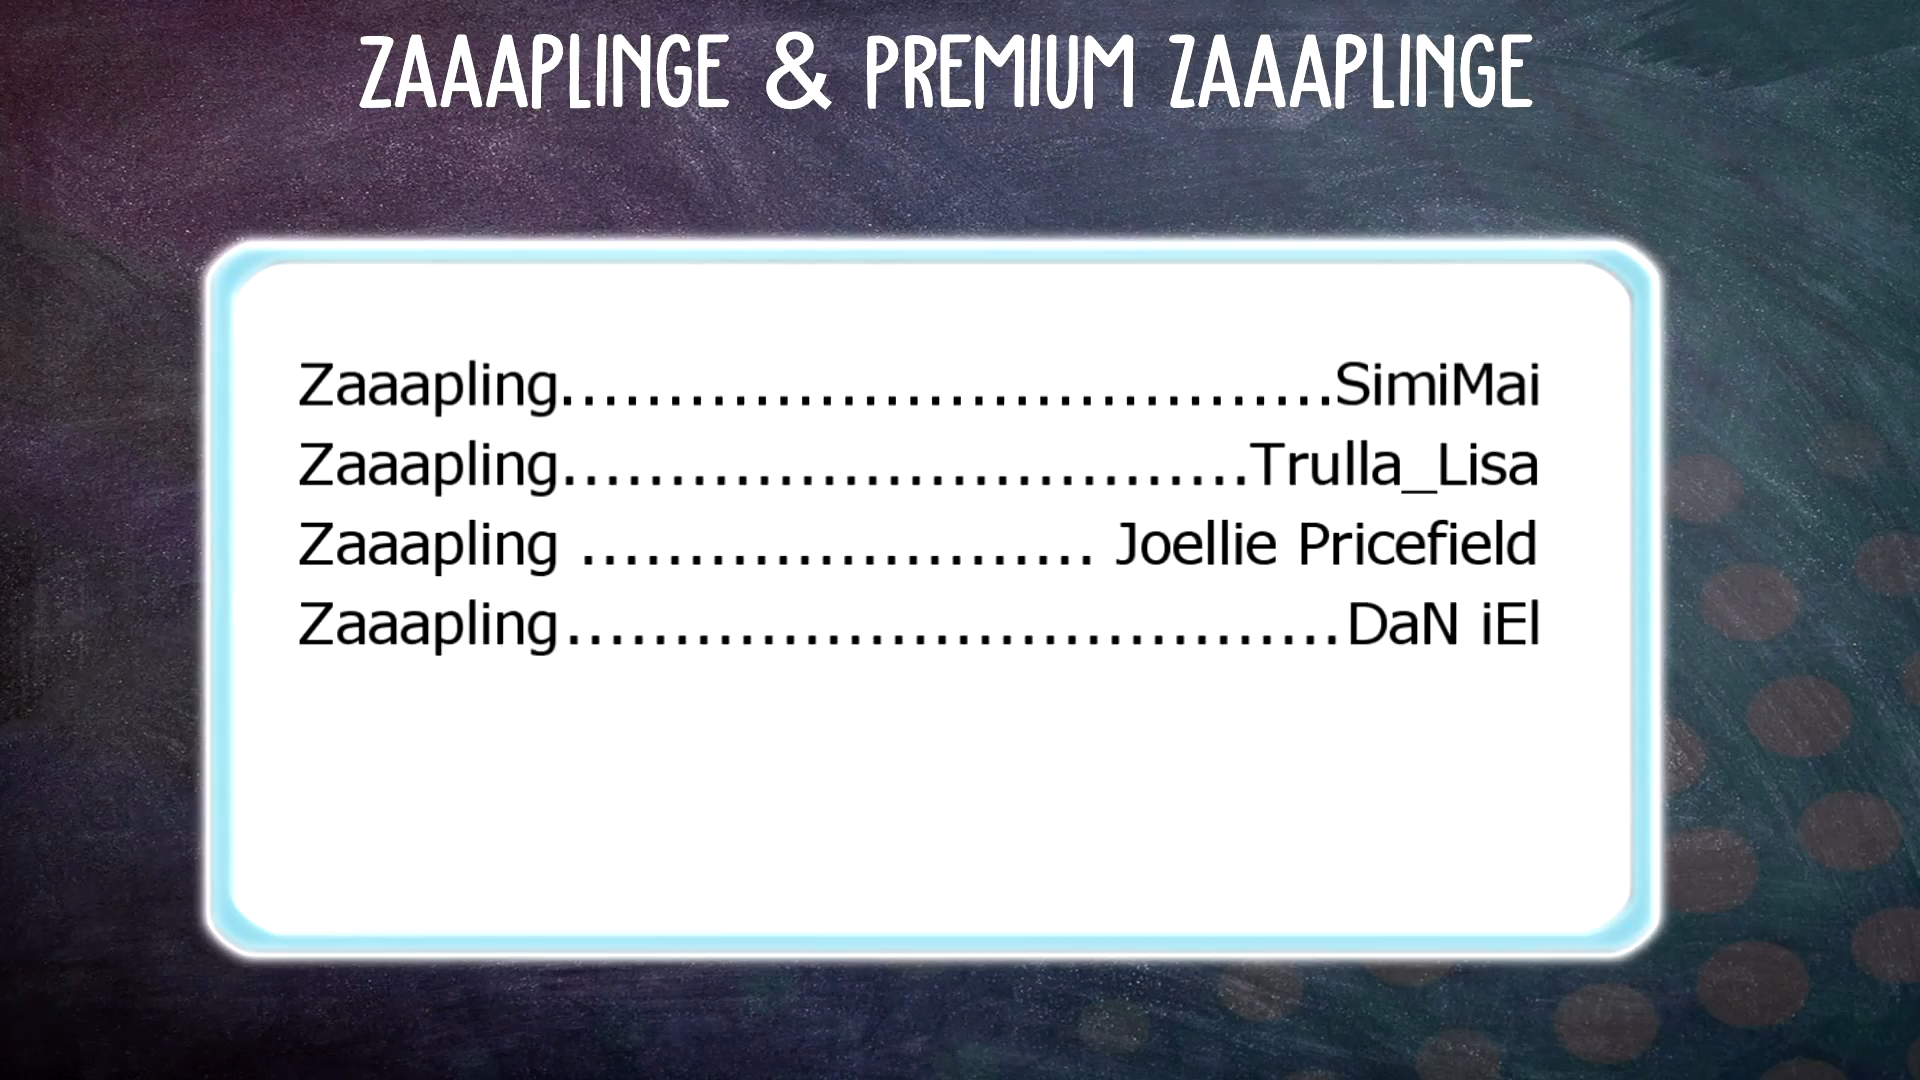 ZAAAPLINGE & PREMIUM ZAAAPLINGE
Zaaapling....................................SimiMai
Zaaapling................................Trulla_Lisa
Zaaapling ........................ Joellie Pricefield
Zaaapling....................................DaN iEl